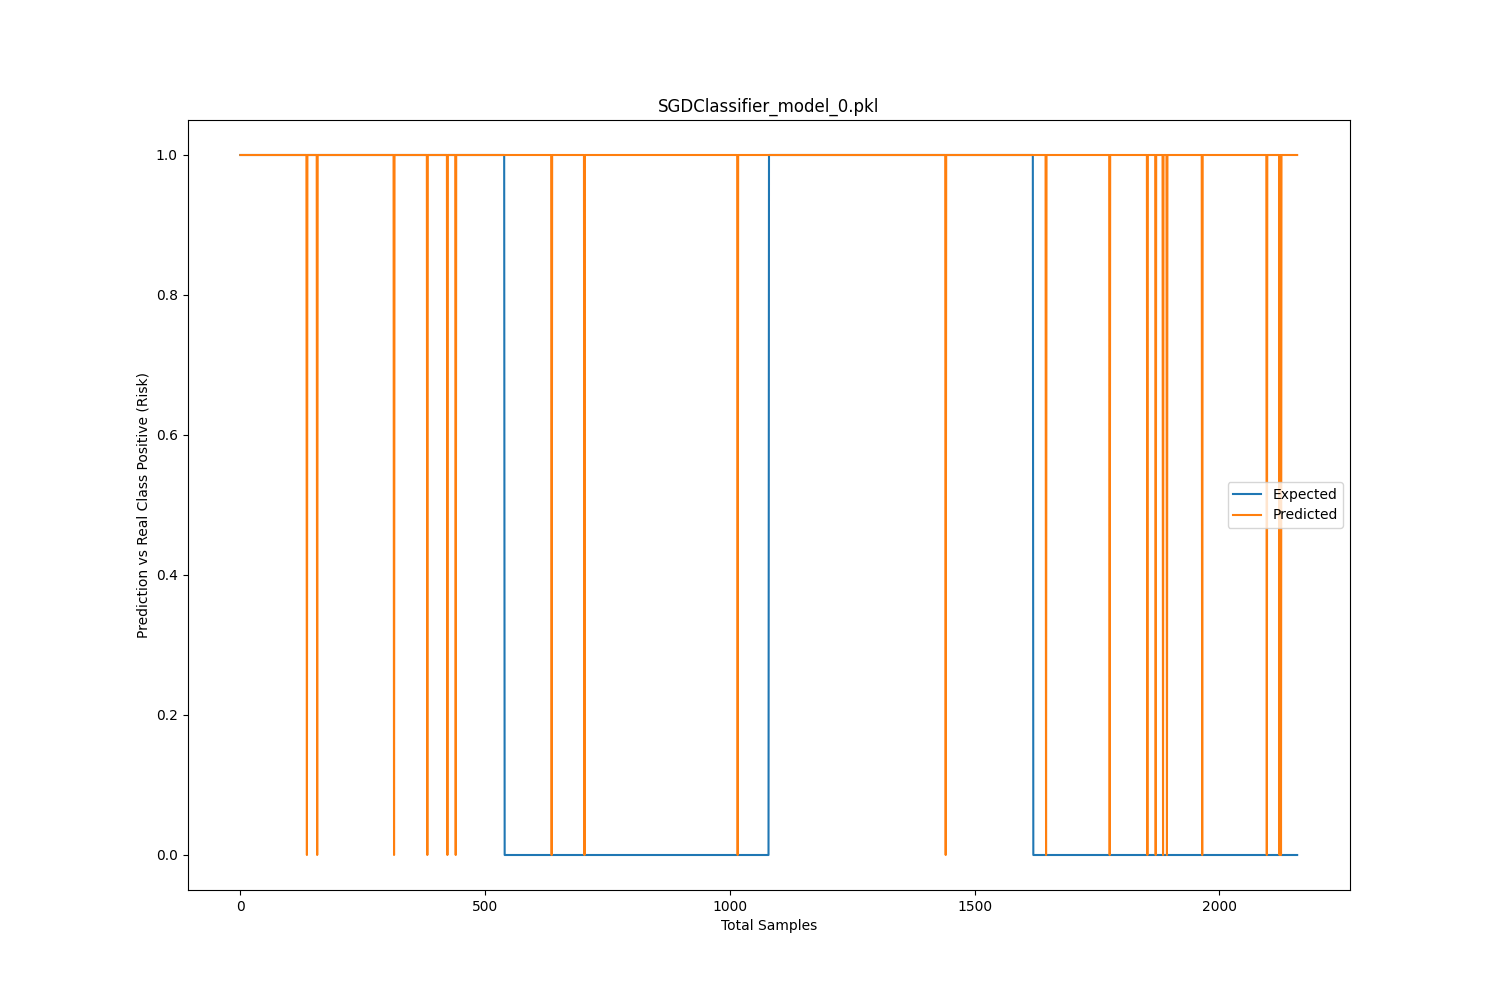 SGDClassifier_model_0.pkl
1.0
0.8
0.6
0.4
0.2
0.0
Prediction vs Real Class Positive (Risk)
Expected
Predicted
0 500 1000 1500 2000
Total Samples